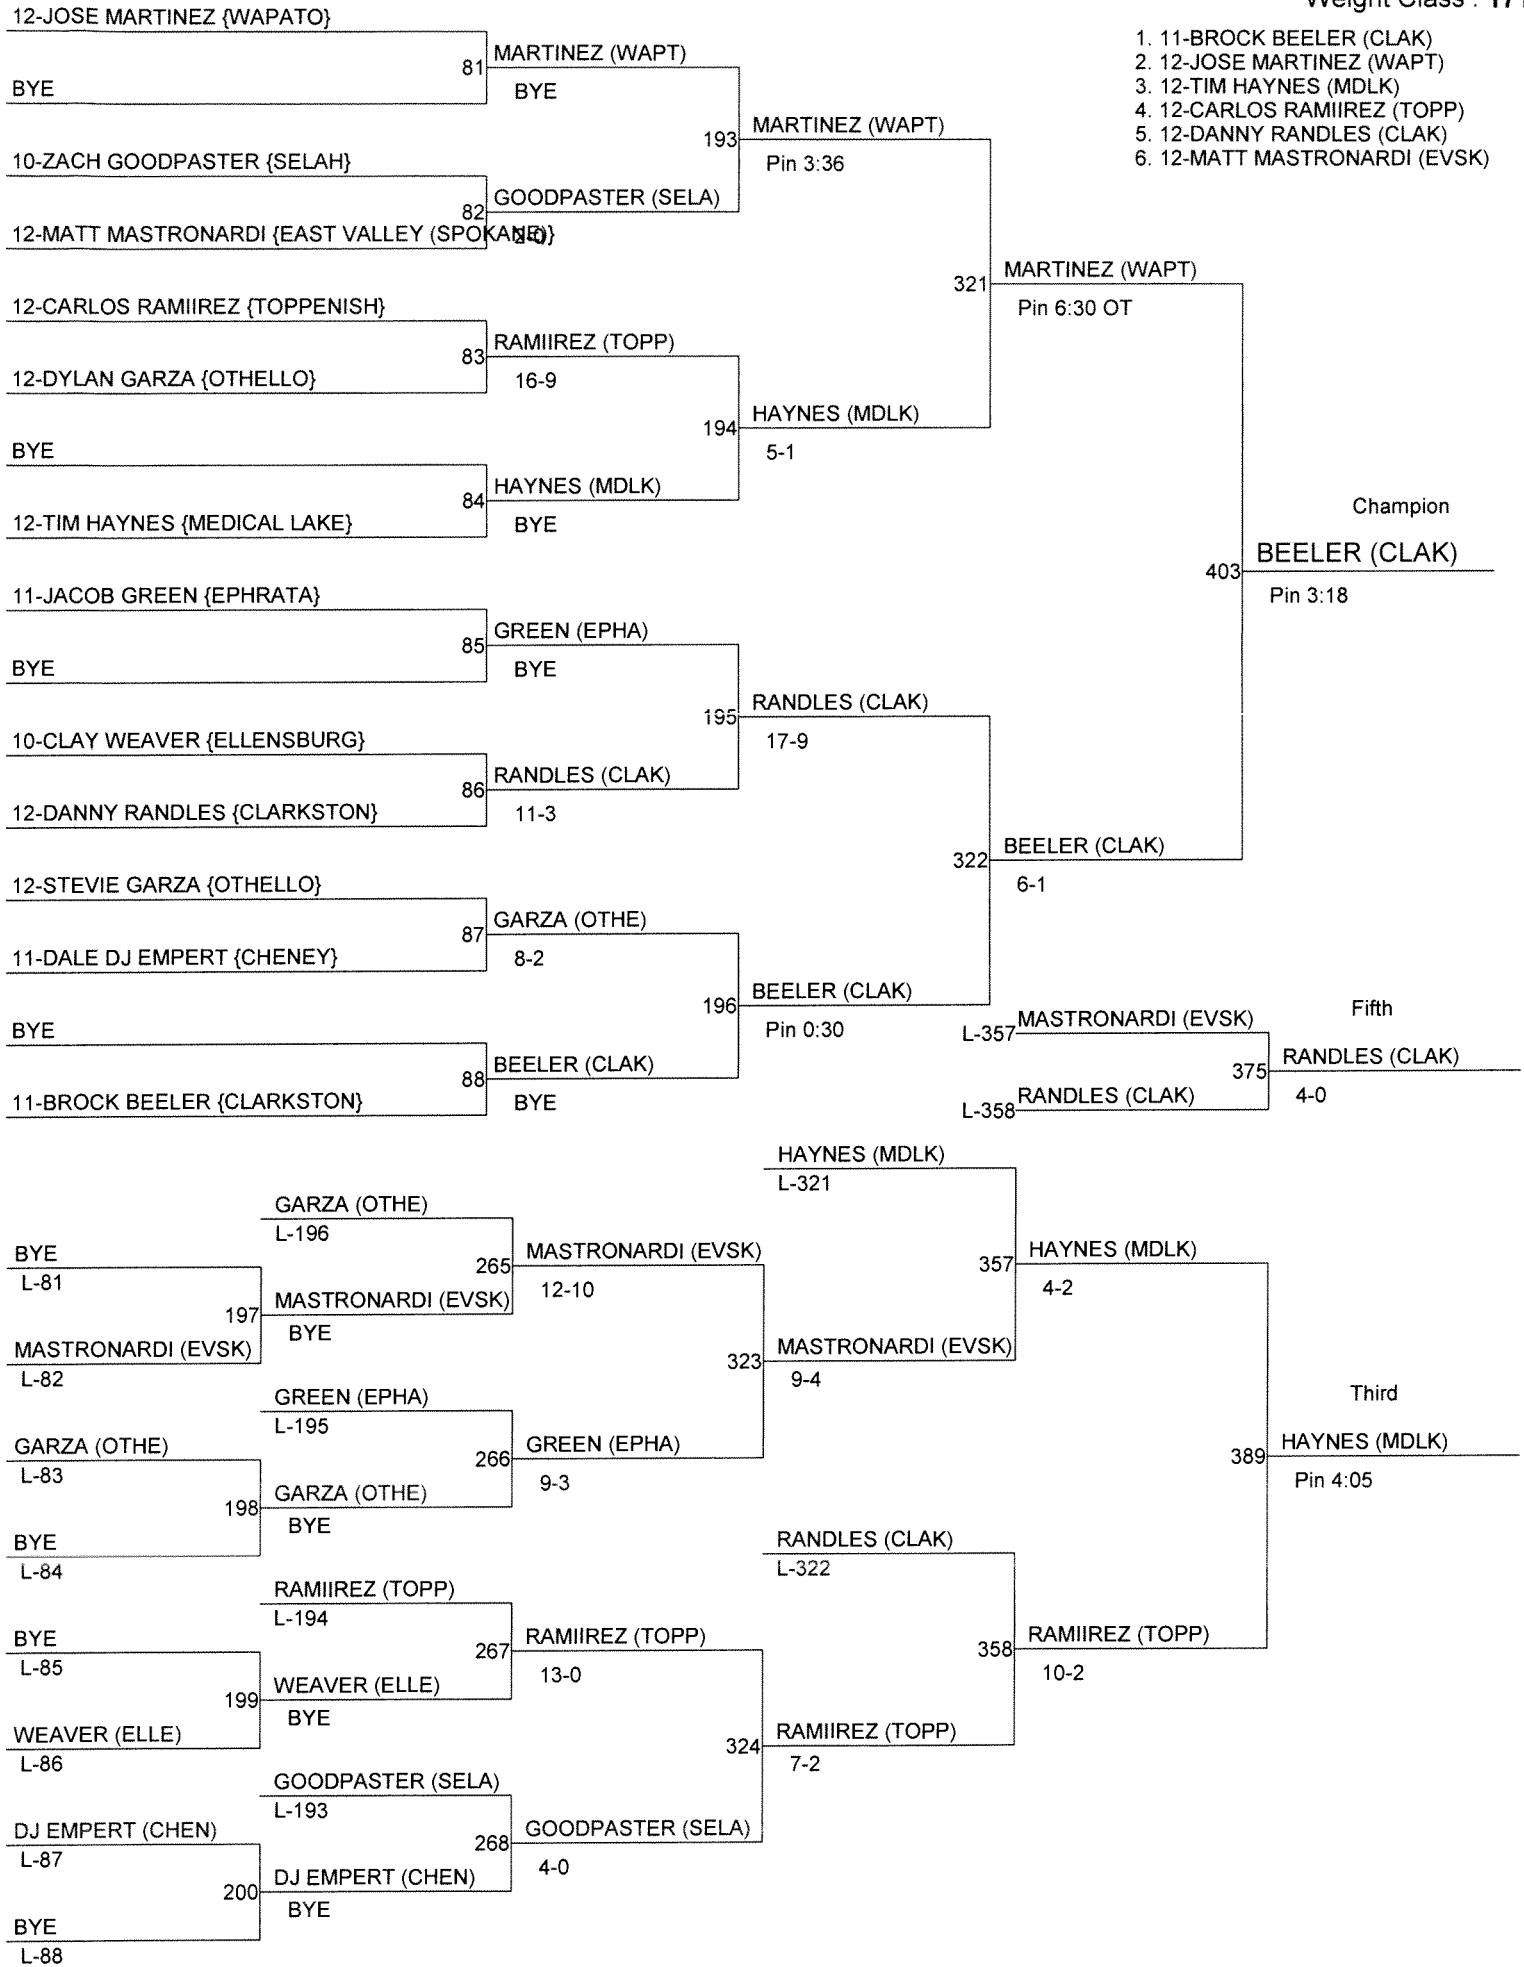 Weight Class : 171
1. 11-BROCK BEELER (CLAK)
2. 12-JOSE MARTINEZ (WAPT)
3. 12-TIM HAYNES (MDLK)
4. 12-CARLOS RAMIIREZ (TOPP)
5. 12-DANNY RANDLES (CLAK)
6. 12-MATT MASTRONARDI (EVSK)
12-JOSE MARTINEZ {WAPATO}
81
MARTINEZ (WAPT)
BYE
BYE
193
MARTINEZ (WAPT)
Pin 3:36
10-ZACH GOODPASTER {SELAH}
82
GOODPASTER (SELA)
12-MATT MASTRONARDI {EAST VALLEY (SPOKANE)}
321
MARTINEZ (WAPT)
Pin 6:30 OT
12-CARLOS RAMIIREZ {TOPPENISH}
83
RAMIIREZ (TOPP)
16-9
12-DYLAN GARZA {OTHELLO}
194
HAYNES (MDLK)
5-1
BYE
84
HAYNES (MDLK)
BYE
12-TIM HAYNES {MEDICAL LAKE}
Champion
403
BEELER (CLAK)
Pin 3:18
11-JACOB GREEN {EPHRATA}
85
GREEN (EPHA)
BYE
BYE
195
RANDLES (CLAK)
17-9
10-CLAY WEAVER {ELLENSBURG}
86
RANDLES (CLAK)
11-3
12-DANNY RANDLES {CLARKSTON}
322
BEELER (CLAK)
6-1
12-STEVIE GARZA {OTHELLO}
87
GARZA (OTHE)
8-2
11-DALE DJ EMPERT {CHENEY}
196
BEELER (CLAK)
Pin 0:30
BYE
88
BEELER (CLAK)
BYE
11-BROCK BEELER {CLARKSTON}
Fifth
L-357
MASTRONARDI (EVSK)
375
RANDLES (CLAK)
4-0
L-358
RANDLES (CLAK)
HAYNES (MDLK)
L-321
GARZA (OTHE)
L-196
BYE
L-81
265
MASTRONARDI (EVSK)
12-10
197
MASTRONARDI (EVSK)
BYE
MASTRONARDI (EVSK)
L-82
357
HAYNES (MDLK)
4-2
323
MASTRONARDI (EVSK)
9-4
GREEN (EPHA)
L-195
GARZA (OTHE)
L-83
266
GREEN (EPHA)
9-3
198
GARZA (OTHE)
BYE
BYE
L-84
Third
389
HAYNES (MDLK)
Pin 4:05
RANDLES (CLAK)
L-322
RAMIIREZ (TOPP)
L-194
BYE
L-85
267
RAMIIREZ (TOPP)
13-0
199
WEAVER (ELLE)
BYE
WEAVER (ELLE)
L-86
358
RAMIIREZ (TOPP)
10-2
324
RAMIIREZ (TOPP)
7-2
GOODPASTER (SELA)
L-193
DJ EMPERT (CHEN)
L-87
268
GOODPASTER (SELA)
4-0
200
DJ EMPERT (CHEN)
BYE
BYE
L-88